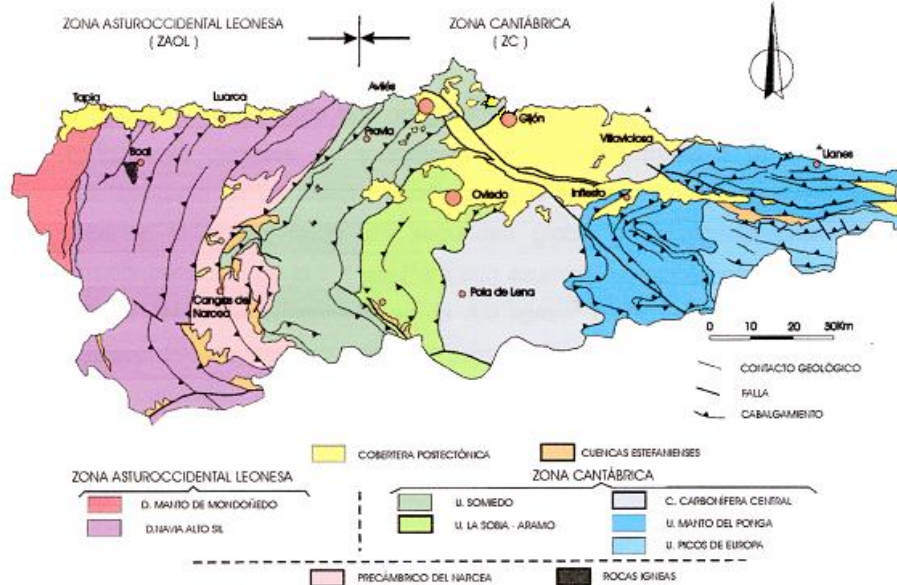 ZONA ASTUROCCIDENTAL LEONESA
( ZAOL )
ZONA CANTÁBRICA
( ZC )
Tapia
Luarca
Avilés
Gijón
Boal
Pravia
Villaviciosa
Llanes
Oviedo
Infiesto
Cangas del
Narcea
Pola de Lena
0 10 20 30Km
CONTACTO GEOLÓGICO
FALLA
CABALGAMIENTO
COBERTERA POSTECTÓNICA
CUENCAS ESTEFANIENSES
ZONA ASTUROCCIDENTAL LEONESA
ZONA CANTÁBRICA
D. MANTO DE MONDOÑEDO
U. SOMIEDO
C. CARBONÍFERA CENTRAL
D.NAVIA ALTO SIL
U. LA SOBIA - ARAMO
U. MANTO DEL PONGA
U. PICOS DE EUROPA
PRECÁMBRICO DEL NARCEA
ROCAS IGNEAS